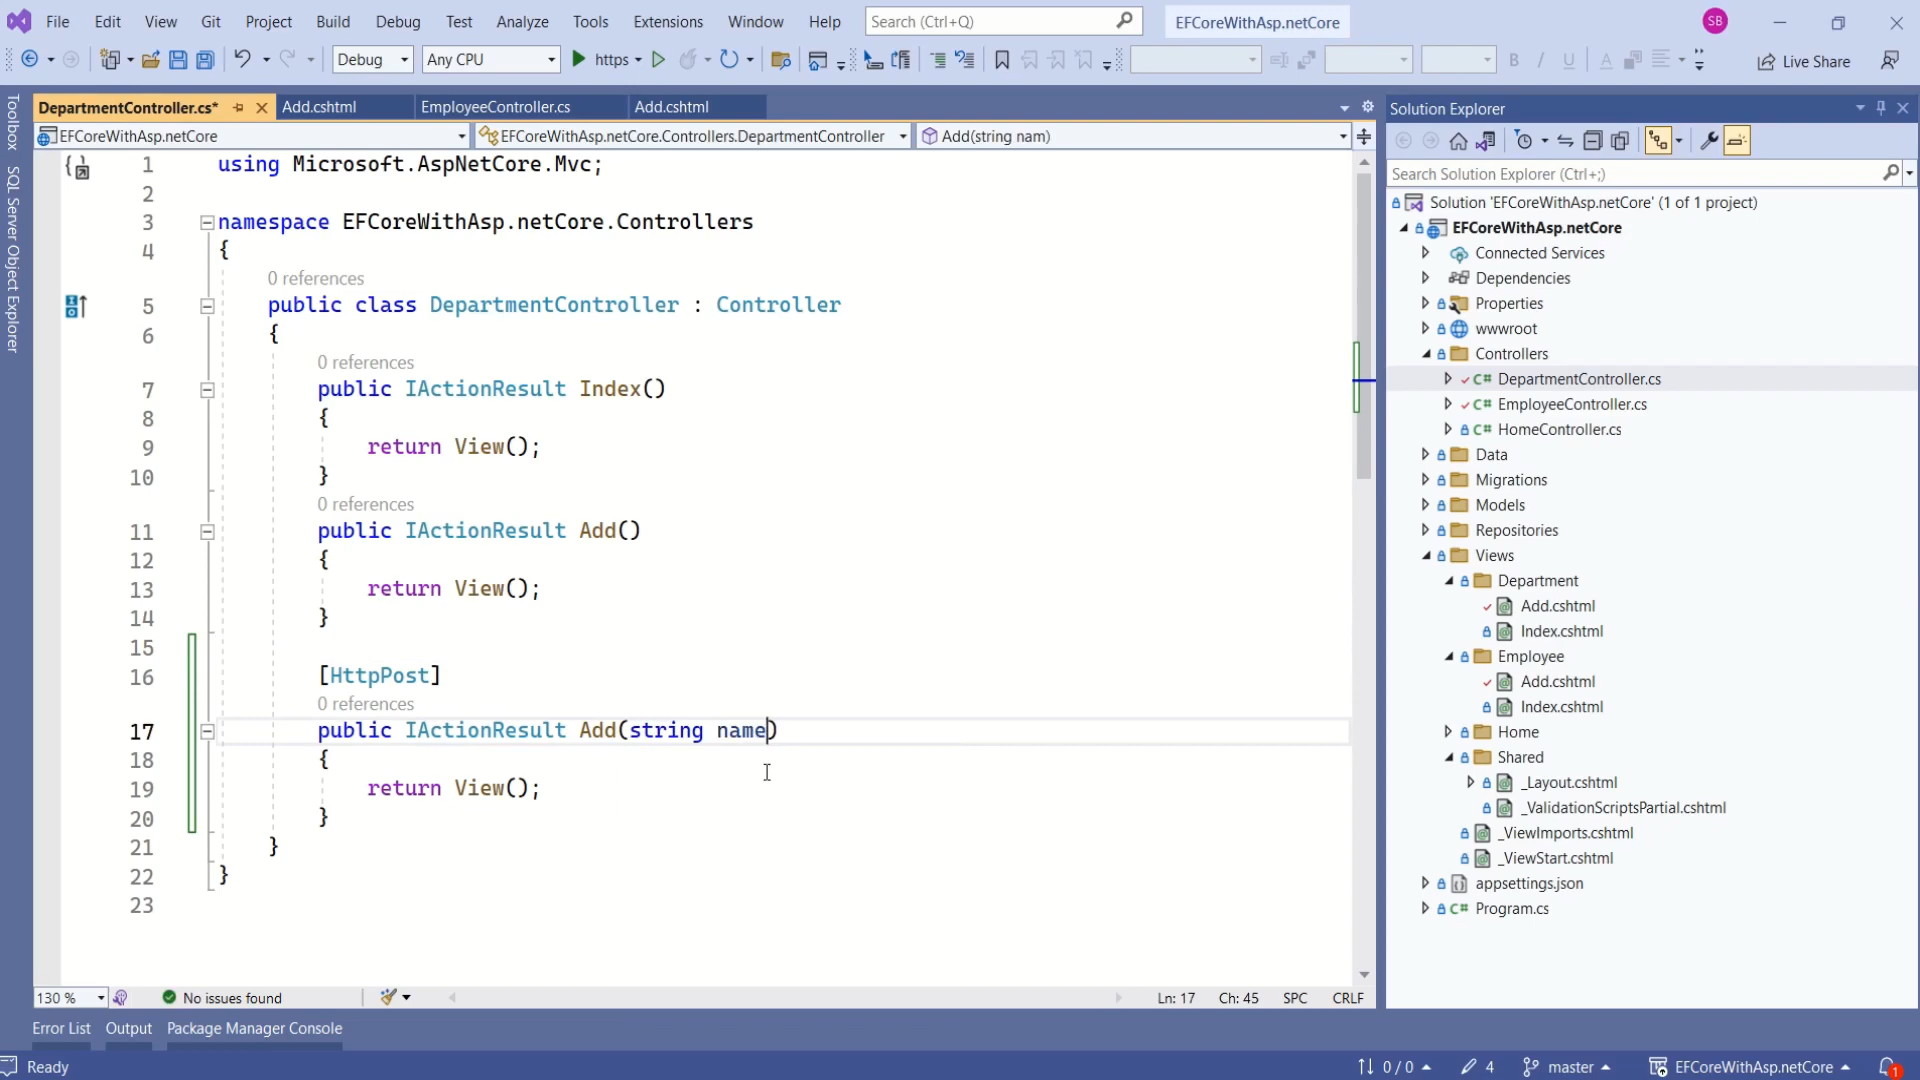 File Edit View Git Project Build Debug Test Analyze Tools Extensions Window Help Search (Ctrl+Q) EFCoreWithAsp.netCore SB
Debug Any CPU https Live Share
DepartmentController.cs* Add.cshtml EmployeeController.cs Add.cshtml
EFCoreWithAsp.netCore EFCoreWithAsp.netCore.Controllers.DepartmentController Add(string nam)
Toolbox
SQL Server Object Explorer
1 using Microsoft.AspNetCore.Mvc;
2
3 namespace EFCoreWithAsp.netCore.Controllers
4 {
0 references
5 public class DepartmentController : Controller
6 {
0 references
7 public IActionResult Index()
8 {
9 return View();
10 }
0 references
11 public IActionResult Add()
12 {
13 return View();
14 }
15
16 [HttpPost]
0 references
17 public IActionResult Add(string name)
18 {
19 return View();
20 }
21 }
22 }
23
130 % No issues found Ln: 17 Ch: 45 SPC CRLF
Error List Output Package Manager Console
Solution Explorer
Search Solution Explorer (Ctrl+;)
Solution 'EFCoreWithAsp.netCore' (1 of 1 project)
EFCoreWithAsp.netCore
Connected Services
Dependencies
Properties
wwwroot
Controllers
C# DepartmentController.cs
C# EmployeeController.cs
C# HomeController.cs
Data
Migrations
Models
Repositories
Views
Department
Add.cshtml
Index.cshtml
Employee
Add.cshtml
Index.cshtml
Home
Shared
_Layout.cshtml
_ValidationScriptsPartial.cshtml
_ViewImports.cshtml
_ViewStart.cshtml
appsettings.json
C# Program.cs
Ready 0 / 0 4 master EFCoreWithAsp.netCore 1